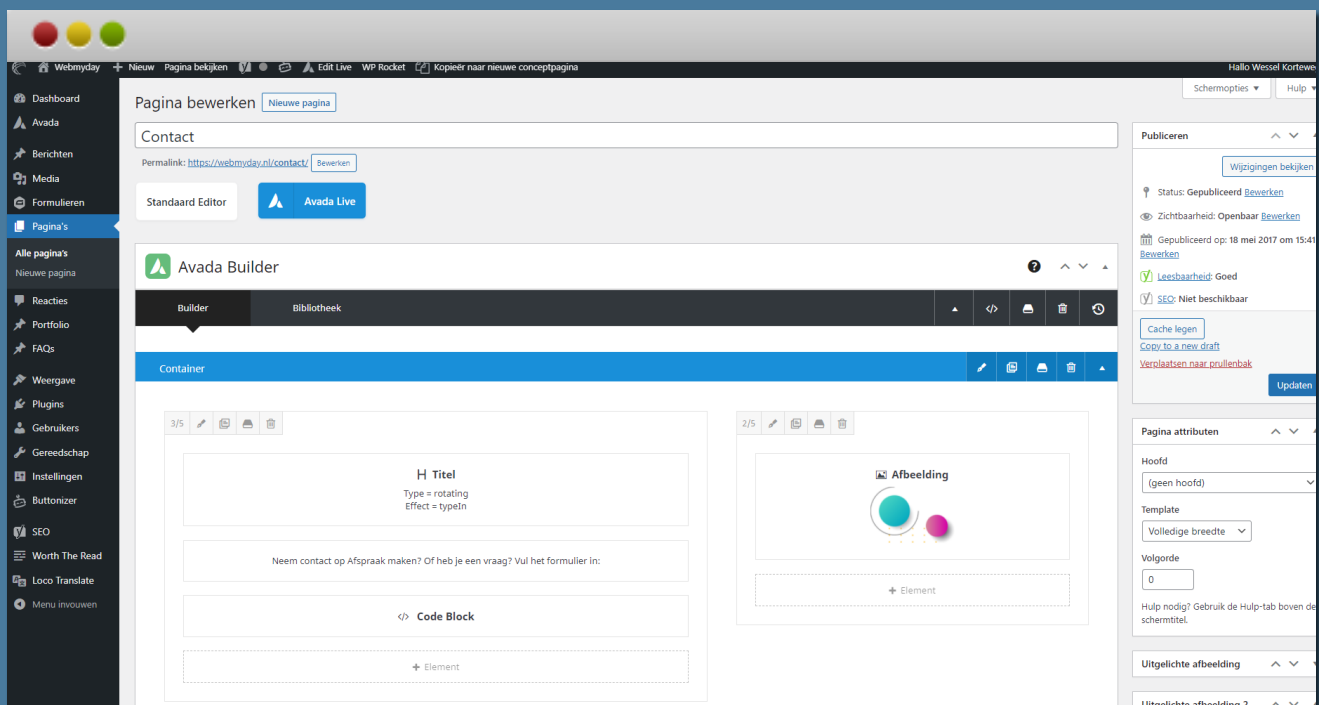 Webmyday
Nieuw
Pagina bekijken
Edit Live
WP Rocket
Kopieër naar nieuwe conceptpagina
Hallo Wessel
Dashboard
Avada
Berichten
Media
Formulieren
Pagina's
Alle pagina's
Nieuwe pagina
Reacties
Portfolio
FAQs
Weergave
Plugins
Gebruikers
Gereedschap
Instellingen
Buttonizer
SEO
Worth The Read
Loco Translate
Menu invouwen
Schermopties
Hulp
Pagina bewerken
Nieuwe pagina
Contact
Permalink: https://webmyday.nl/contact/ Bewerken
Standaard Editor
Avada Live
Avada Builder
Builder
Bibliotheek
Container
3/5
H Titel
Type = rotating
Effect = typeIn
Neem contact op Afspraak maken? Of heb je een vraag? Vul het formulier in:
</> Code Block
+ Element
2/5
Afbeelding
+ Element
Publiceren
Wijzigingen bekijken
Status: Gepubliceerd Bewerken
Zichtbaarheid: Openbaar Bewerken
Gepubliceerd op: 18 mei 2017 om 15:41
Bewerken
Leesbaarheid: Goed
SEO: Niet beschikbaar
Cache legen
Copy to a new draft
Verplaatsen naar prullenbak
Updaten
Pagina attributen
Hoofd
(geen hoofd)
Template
Volledige breedte
Volgorde
0
Hulp nodig? Gebruik de Hulp-tab boven de
schermtitel.
Uitgelichte afbeelding
Uitgelichte afbeelding 2